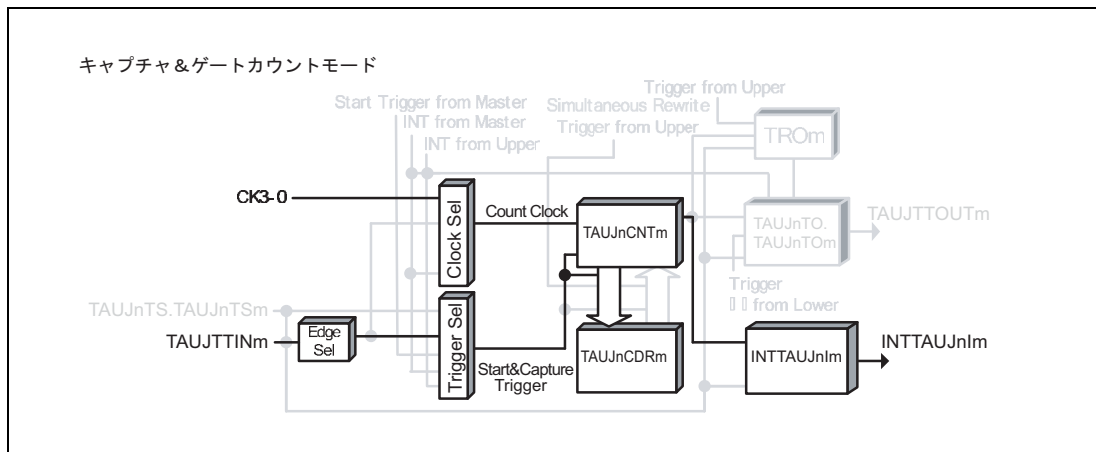 キャプチャ＆ゲートカウントモード
Trigger from Upper
Start Trigger from Master
Simultaneous Rewrite
INT from Master
Trigger from Upper
INT from Upper
TROm
CK3-0
Clock Sel
Count Clock
TAUJnCNTm
TAUJnTO.
TAUJnTOm
TAUJTTOUTm
Trigger
from Lower
TAUJnTS.TAUJnTSm
TAUJTTINm
Edge
Sel
Trigger Sel
Start&Capture
Trigger
TAUJnCDRm
INTTAUJnIm
INTTAUJnIm